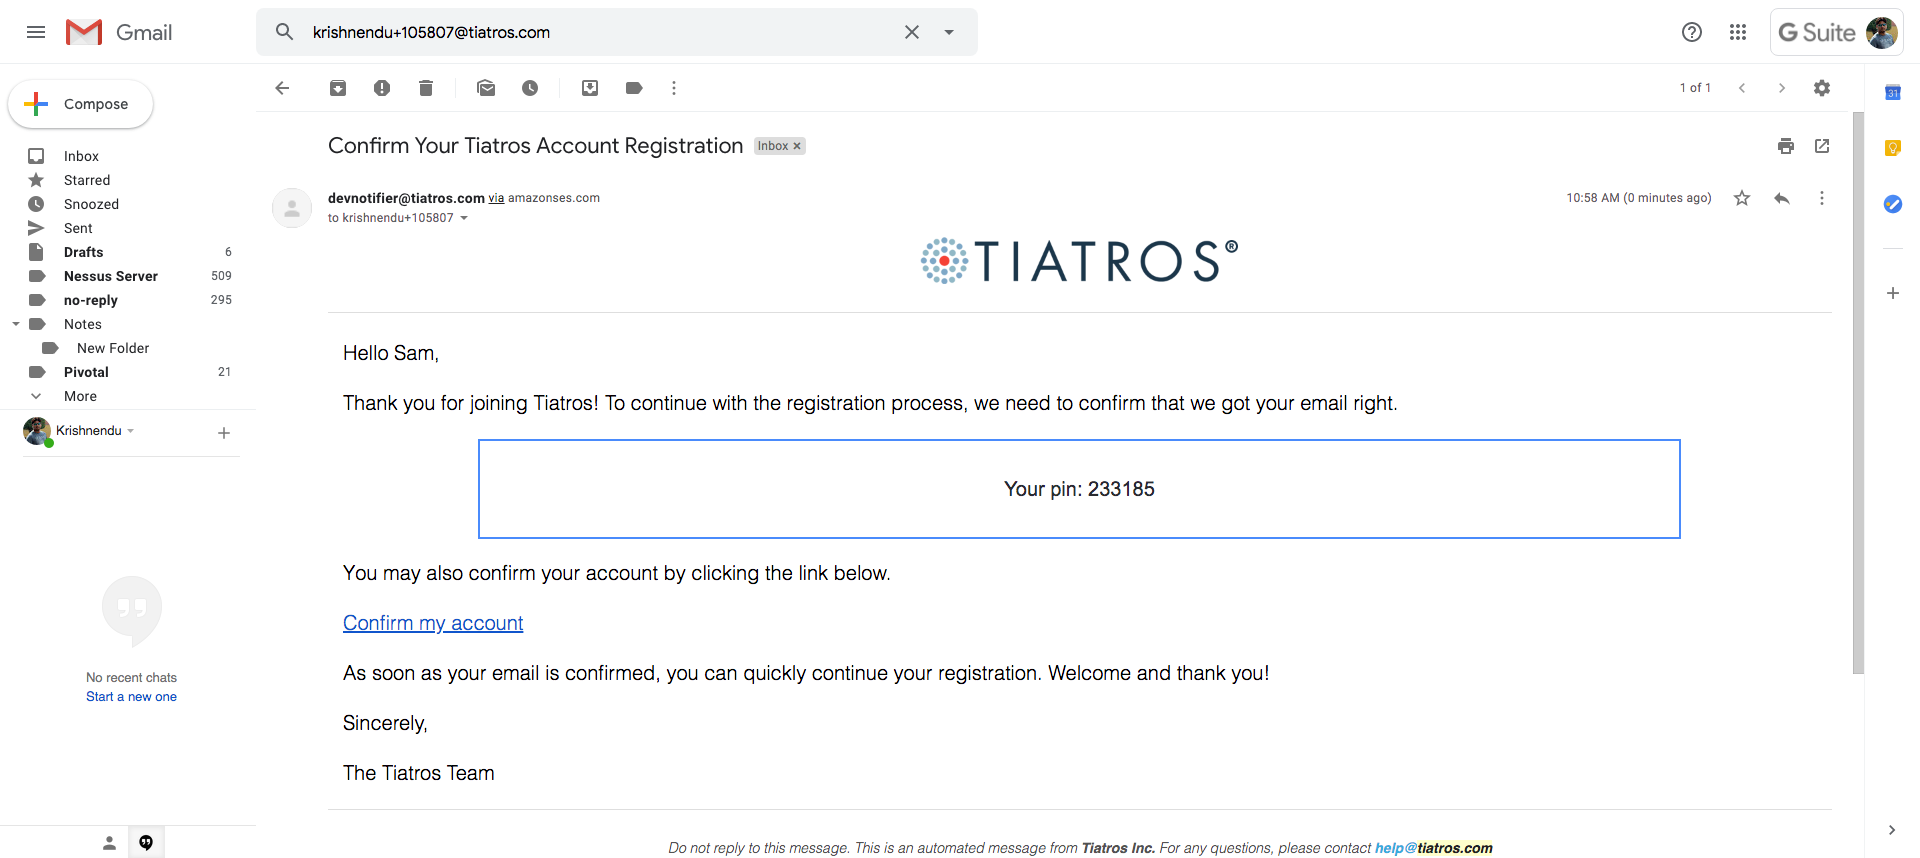 Gmail
krishnendu+105807@tiatros.com
G Suite
Compose
1 of 1
31
Inbox
Starred
Snoozed
Sent
Drafts 6
Nessus Server 509
no-reply 295
Notes
New Folder
Pivotal 21
More
Krishnendu
No recent chats
Start a new one
Confirm Your Tiatros Account Registration Inbox ×
devnotifier@tiatros.com via amazonses.com 10:58 AM (0 minutes ago)
to krishnendu+105807
TIATROS®
Hello Sam,
Thank you for joining Tiatros! To continue with the registration process, we need to confirm that we got your email right.
Your pin: 233185
You may also confirm your account by clicking the link below.
Confirm my account
As soon as your email is confirmed, you can quickly continue your registration. Welcome and thank you!
Sincerely,
The Tiatros Team
Do not reply to this message. This is an automated message from Tiatros Inc. For any questions, please contact help@tiatros.com